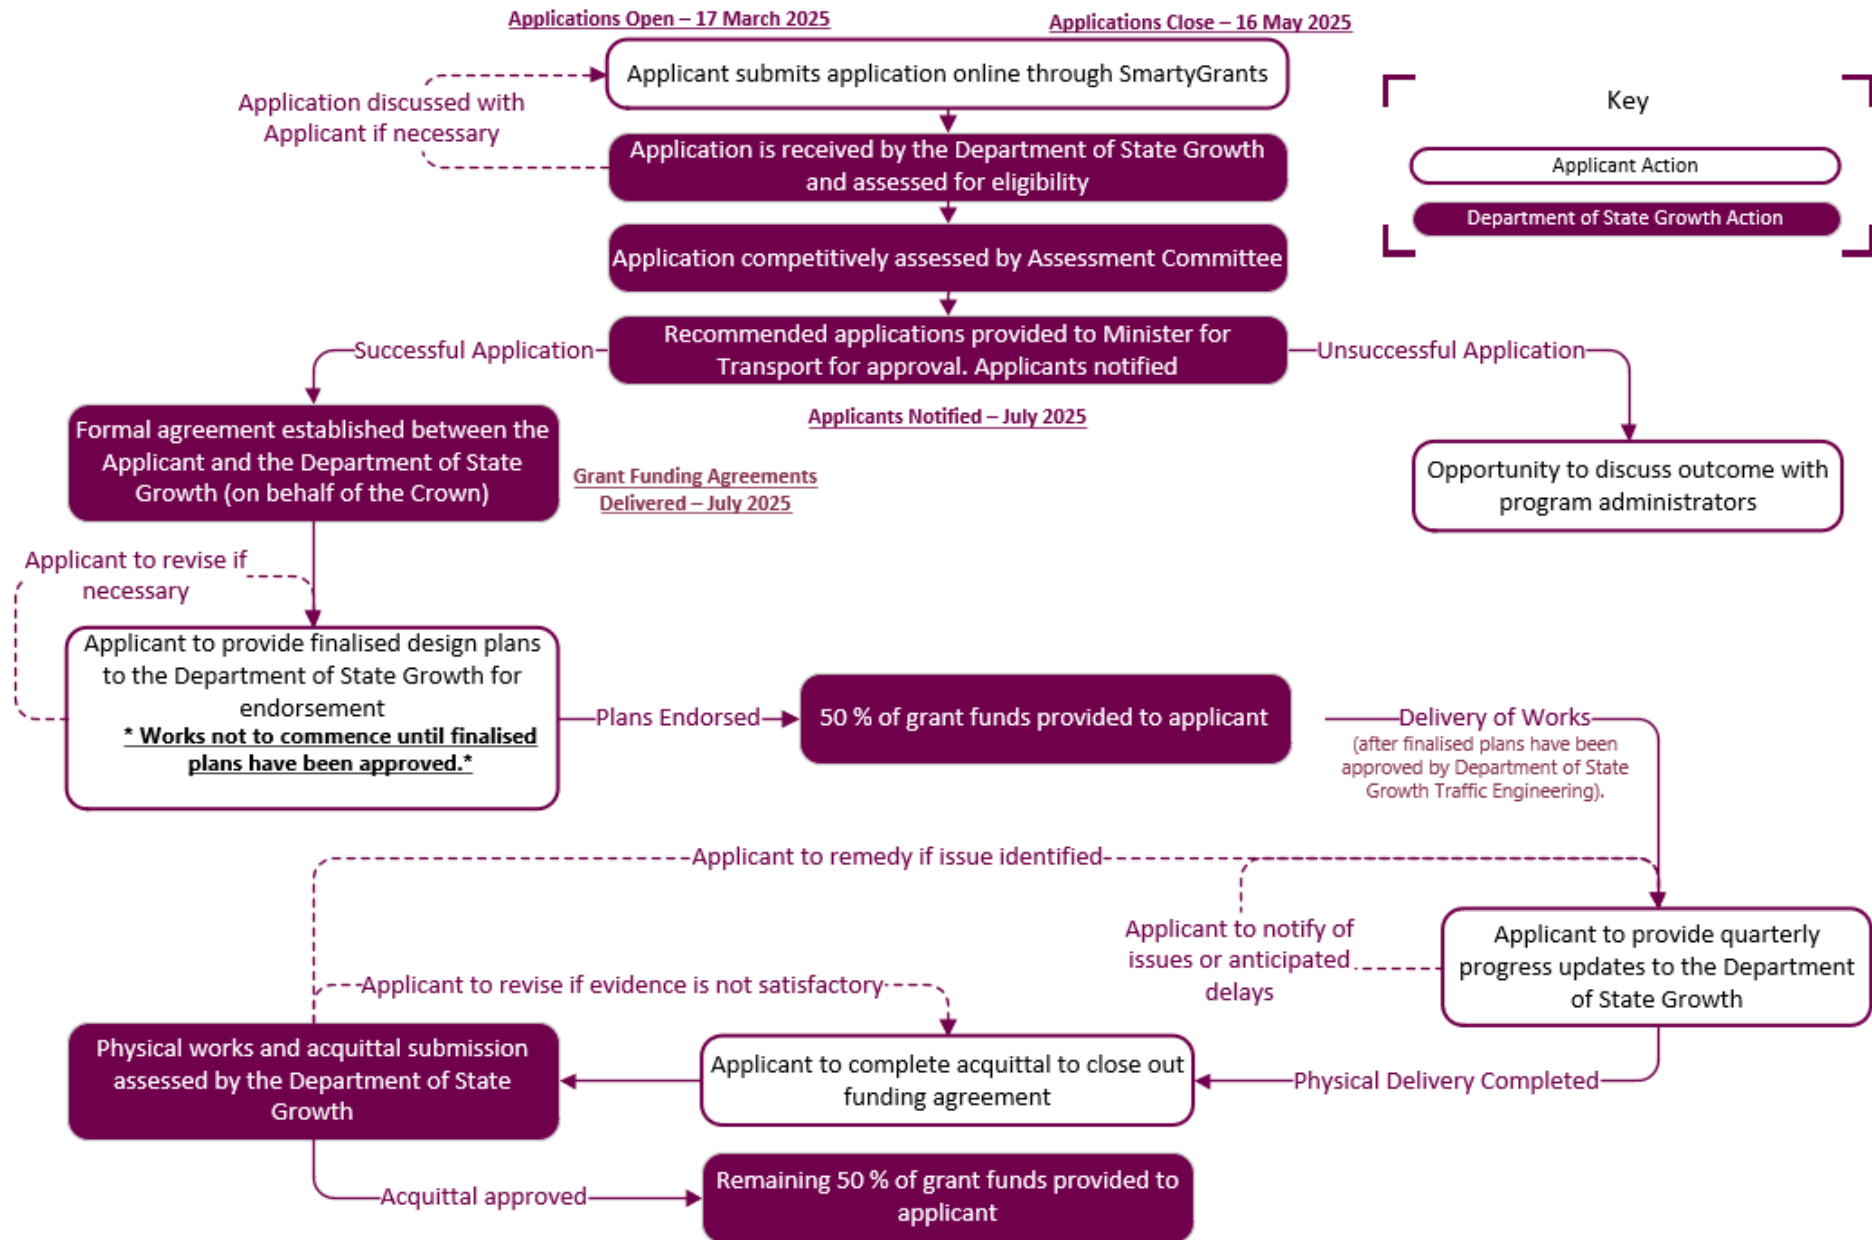 Applications Open – 17 March 2025
Applications Close – 16 May 2025
Applicant submits application online through SmartyGrants
Application discussed with
Applicant if necessary
Key
Applicant Action
Department of State Growth Action
Application is received by the Department of State Growth
and assessed for eligibility
Application competitively assessed by Assessment Committee
Successful Application
Recommended applications provided to Minister for
Transport for approval. Applicants notified
Unsuccessful Application
Applicants Notified – July 2025
Formal agreement established between the
Applicant and the Department of State
Growth (on behalf of the Crown)
Grant Funding Agreements
Delivered – July 2025
Opportunity to discuss outcome with
program administrators
Applicant to revise if
necessary
Applicant to provide finalised design plans
to the Department of State Growth for
endorsement
* Works not to commence until finalised
plans have been approved.*
Plans Endorsed
50 % of grant funds provided to applicant
Delivery of Works
(after finalised plans have been
approved by Department of State
Growth Traffic Engineering).
Applicant to remedy if issue identified
Applicant to notify of
issues or anticipated
delays
Applicant to provide quarterly
progress updates to the Department
of State Growth
Applicant to revise if evidence is not satisfactory
Physical works and acquittal submission
assessed by the Department of State
Growth
Applicant to complete acquittal to close out
funding agreement
Physical Delivery Completed
Acquittal approved
Remaining 50 % of grant funds provided to
applicant